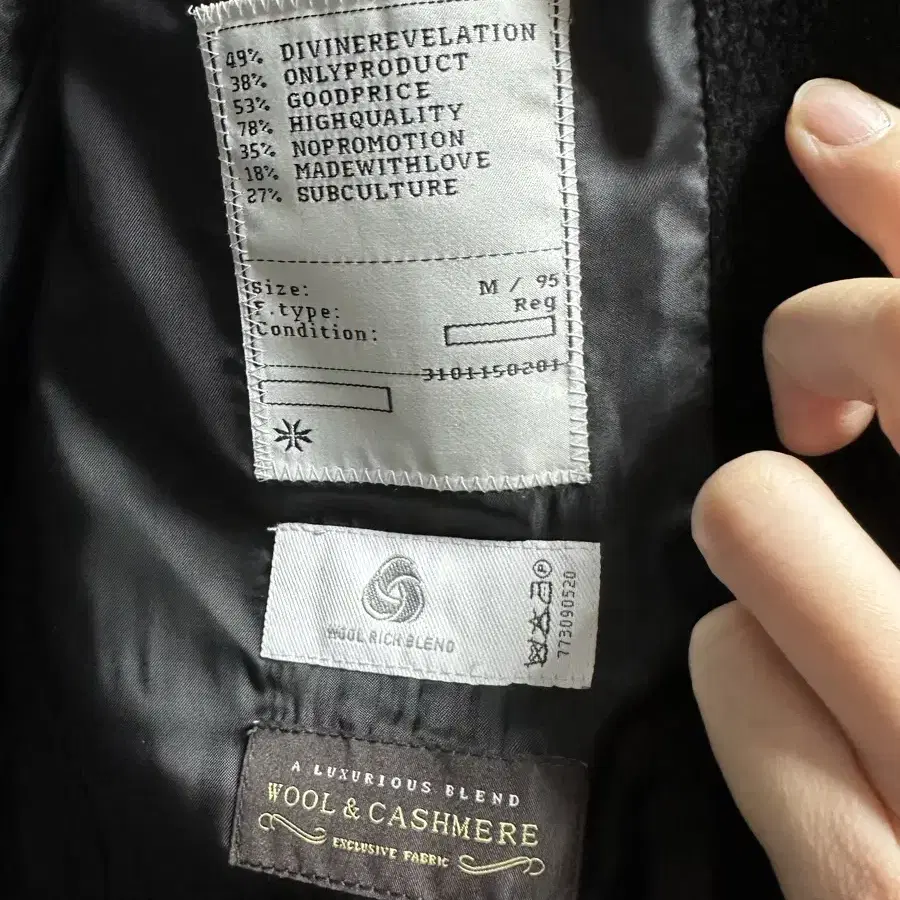 49% DIVINEREVELATION
38% ONLYPRODUCT
53% GOODPRICE
78% HIGHQUALITY
35% NOPROMOTION
18% MADEWITHLOVE
27% SUBCULTURE
Size: M / 95
F.type: Reg
Condition:
3101150201
WOOL RICH BLEND
773090520
P
A LUXURIOUS BLEND
WOOL & CASHMERE
EXCLUSIVE FABRIC